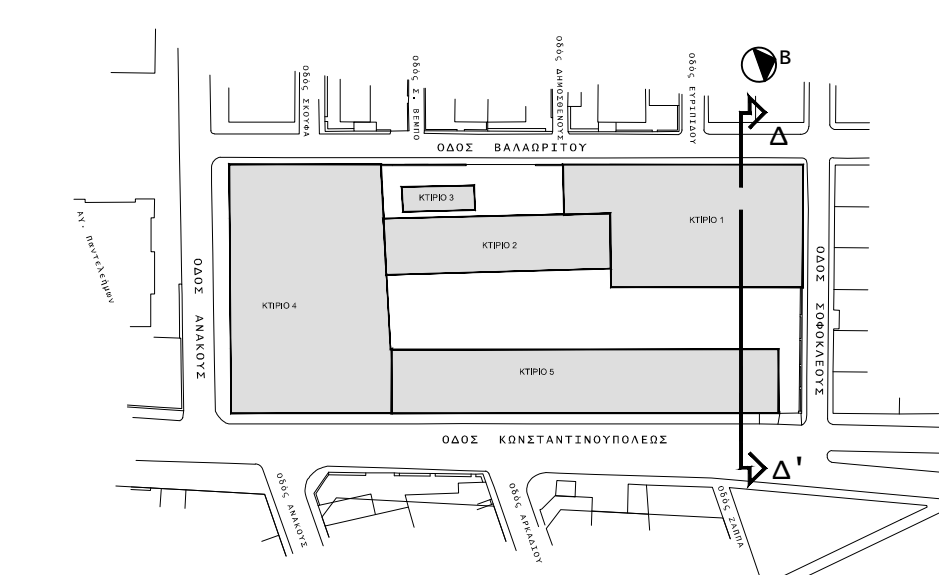 Β
οδός ΣΚΟΥΦΑ
οδός Σ. ΒΕΜΠΟ
οδός ΔΗΜΟΣΘΕΝΟΥΣ
οδός ΕΥΡΙΠΙΔΟΥ
Δ
ΟΔΟΣ ΒΑΛΑΩΡΙΤΟΥ
ΚΤΙΡΙΟ 3
ΚΤΙΡΙΟ 1
ΚΤΙΡΙΟ 2
Αγ. Παντελεήμων
ΟΔΟΣ ΑΝΑΚΟΥΣ
ΚΤΙΡΙΟ 4
ΟΔΟΣ ΣΟΦΟΚΛΕΟΥΣ
ΚΤΙΡΙΟ 5
ΟΔΟΣ ΚΩΝΣΤΑΝΤΙΝΟΥΠΟΛΕΩΣ
Δ'
οδός ΑΝΑΚΟΥΣ
οδός ΑΡΚΑΔΙΟΥ
οδός ΖΑΠΠΑ